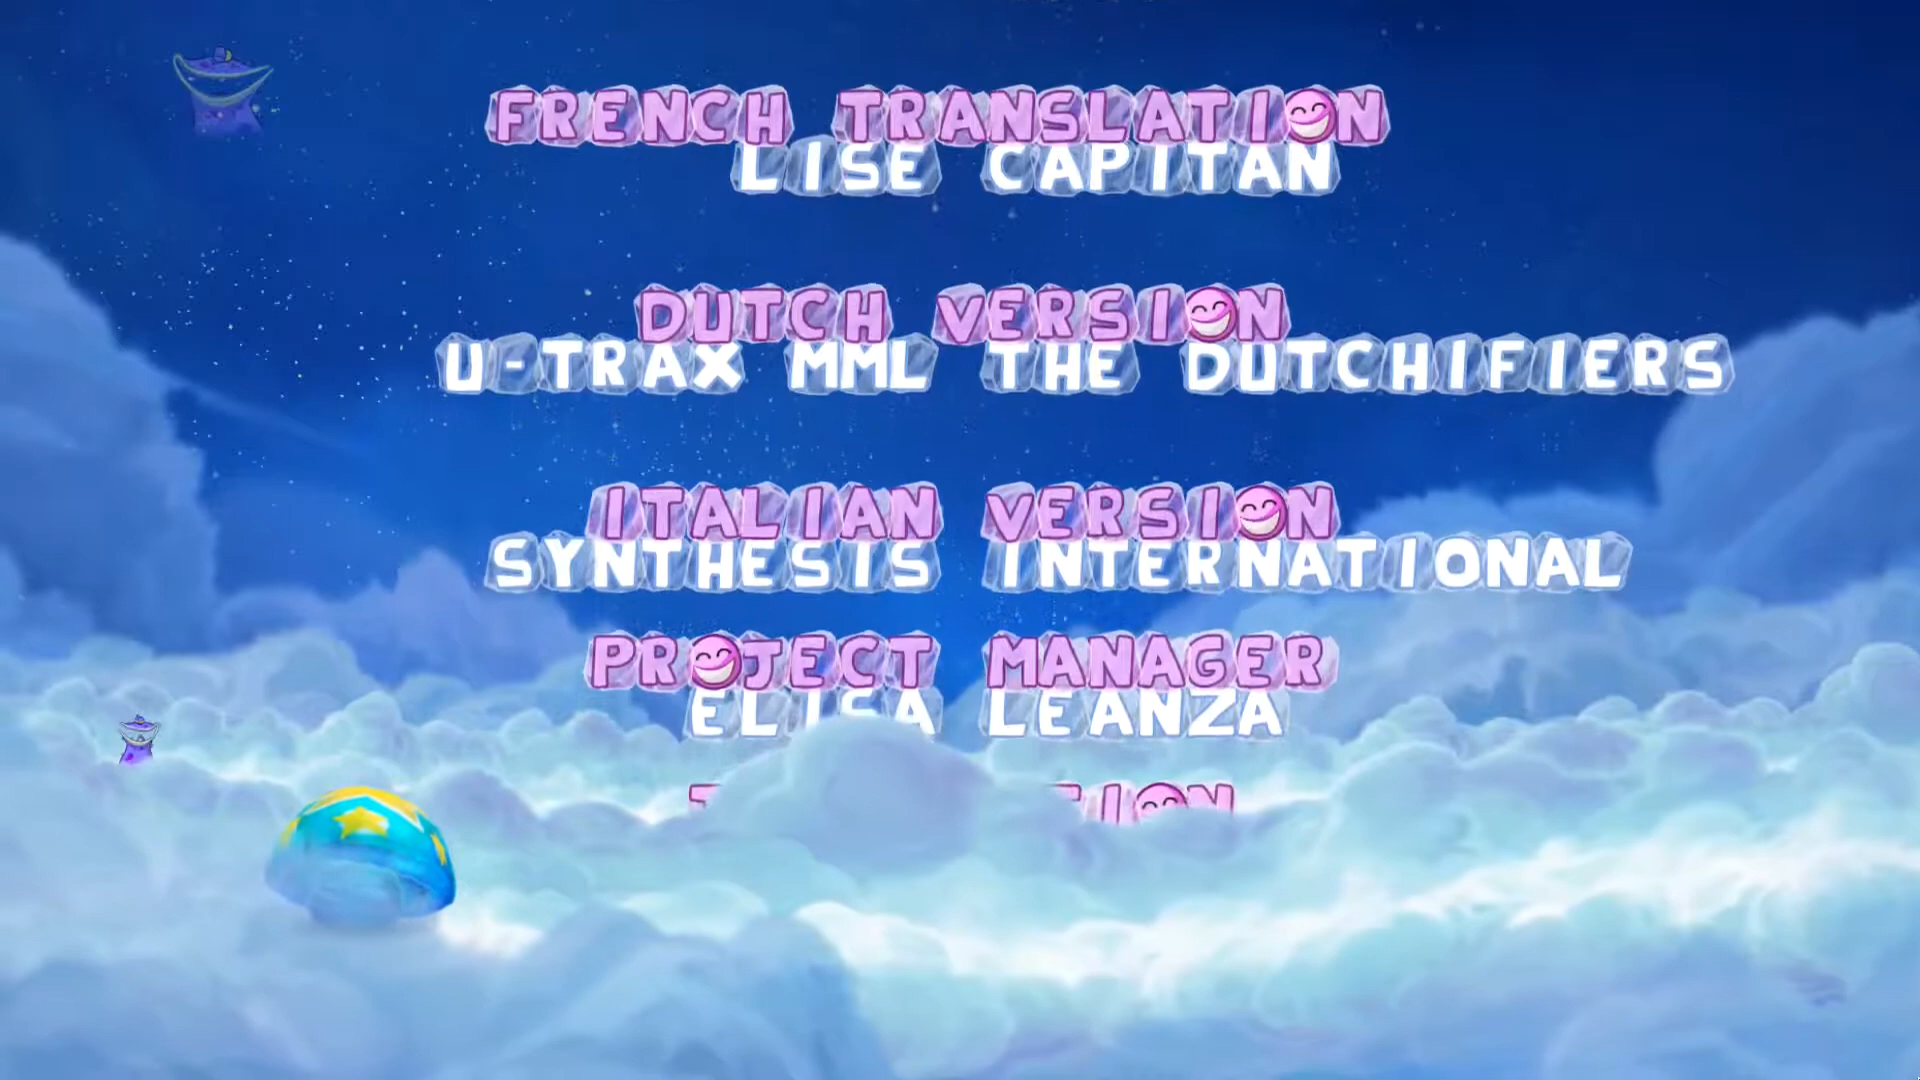 FRENCH TRANSLATION
LISE CAPITAN
DUTCH VERSION
U-TRAX MML THE DUTCHIFIERS
ITALIAN VERSION
SYNTHESIS INTERNATIONAL
PROJECT MANAGER
ELISA LEANZA